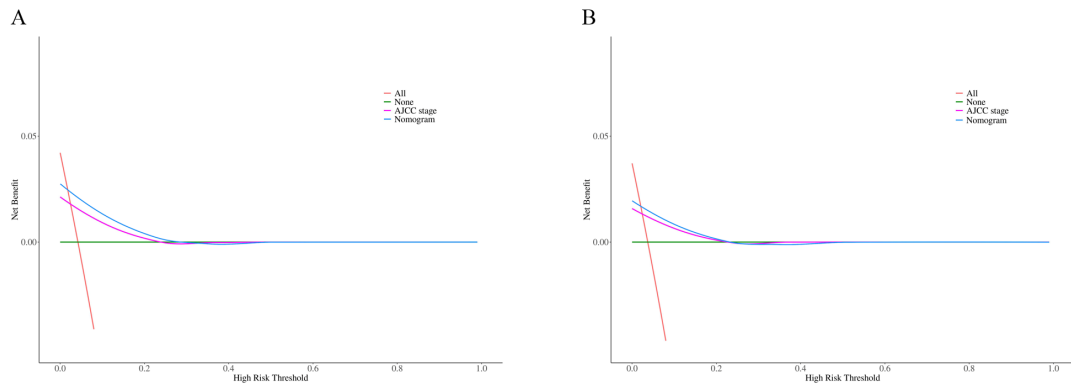 A
Net Benefit
0.05
0.00
All
None
AJCC stage
Nomogram
0.0 0.2 0.4 0.6 0.8 1.0
High Risk Threshold
B
Net Benefit
0.05
0.00
All
None
AJCC stage
Nomogram
0.0 0.2 0.4 0.6 0.8 1.0
High Risk Threshold